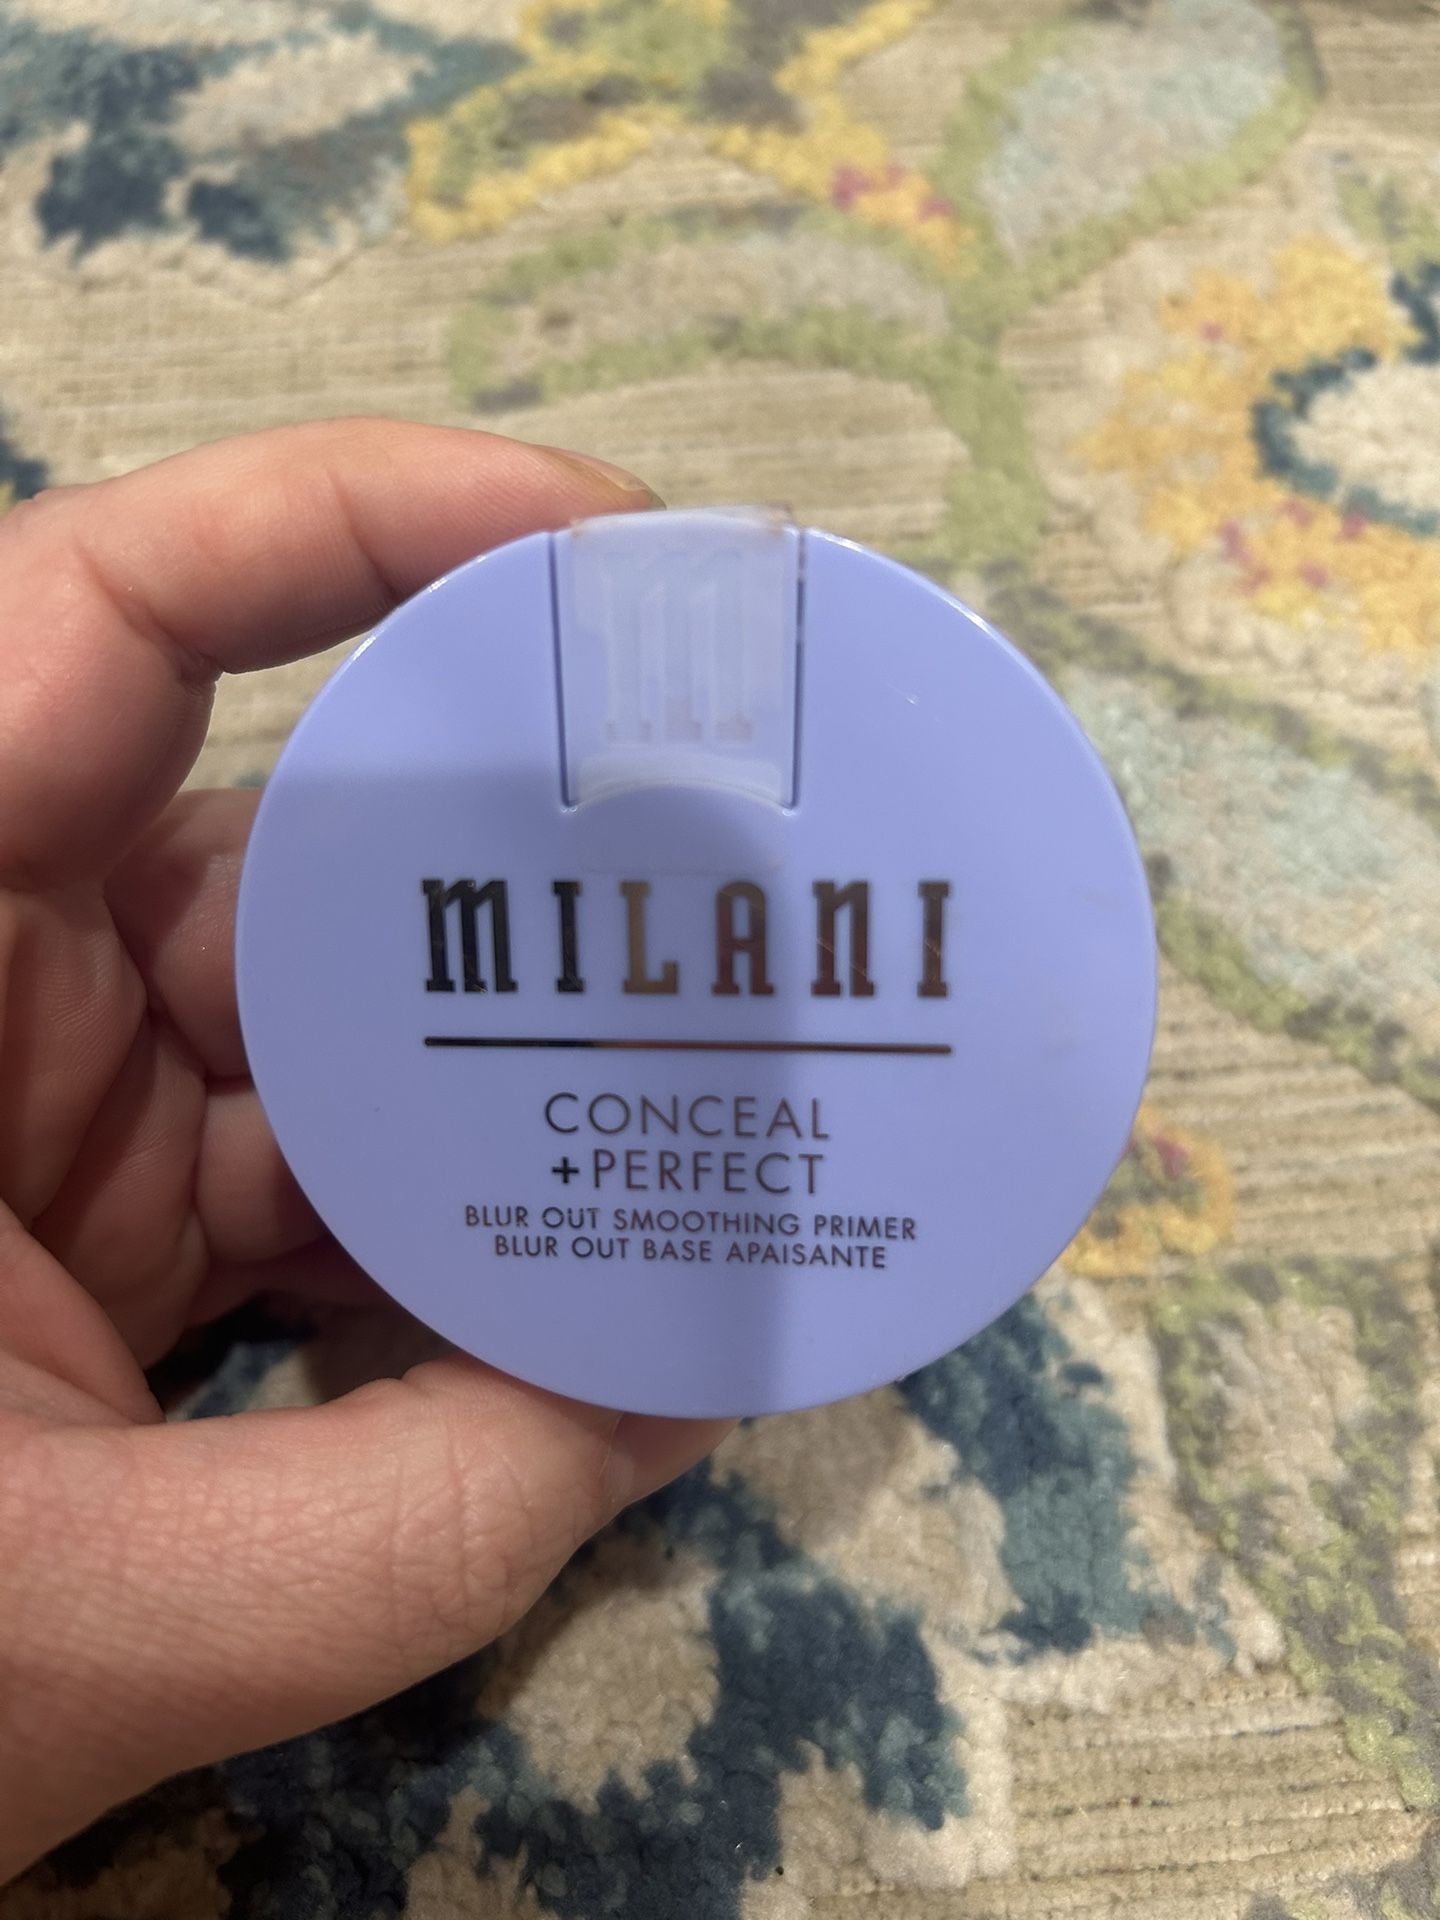 MILANI
CONCEAL
+PERFECT
BLUR OUT SMOOTHING PRIMER
BLUR OUT BASE APAISANTE